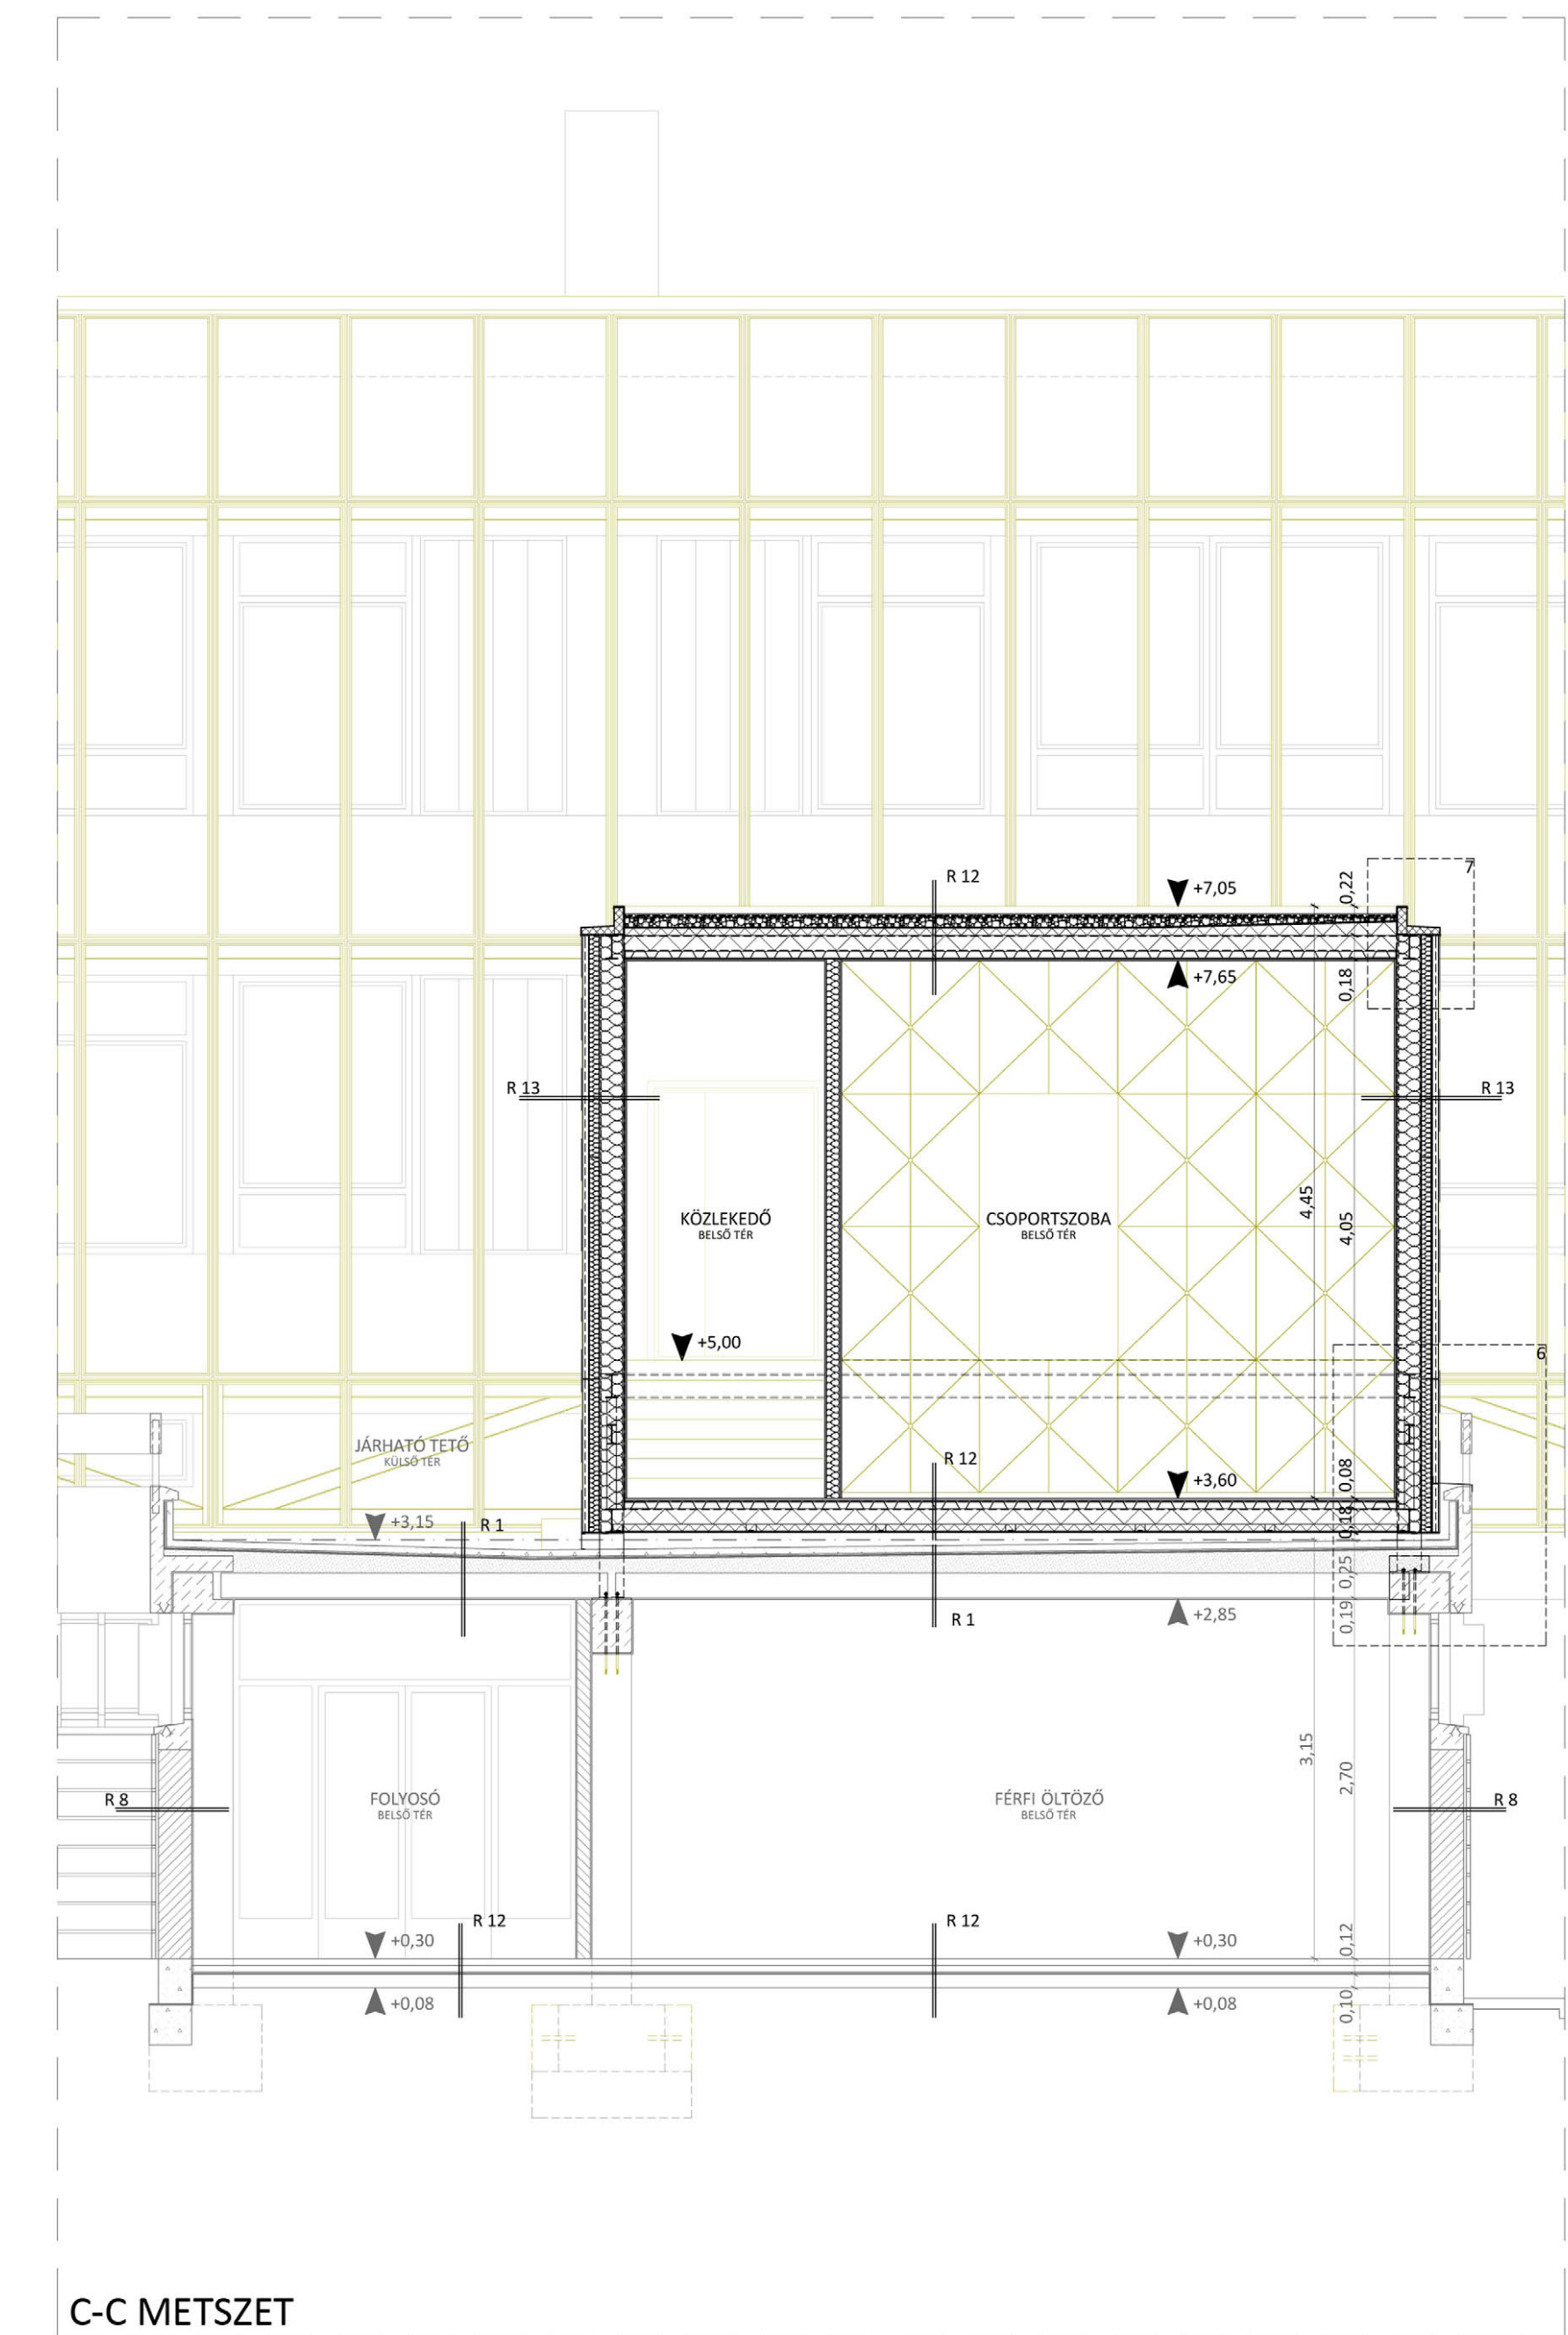 7
R 12
+7,05
0,22
+7,65
0,18
R 13
R 13
4,45
4,05
KÖZLEKEDŐ
BELSŐ TÉR
CSOPORTSZOBA
BELSŐ TÉR
+5,00
6
JÁRHATÓ TETŐ
KÜLSŐ TÉR
R 12
+3,60
0,08
0,18
+3,15
R 1
0,25
R 1
+2,85
0,19
3,15
2,70
R 8
FOLYOSÓ
BELSŐ TÉR
FÉRFI ÖLTÖZŐ
BELSŐ TÉR
R 8
R 12
R 12
+0,30
+0,30
0,12
+0,08
+0,08
0,10
C-C METSZET